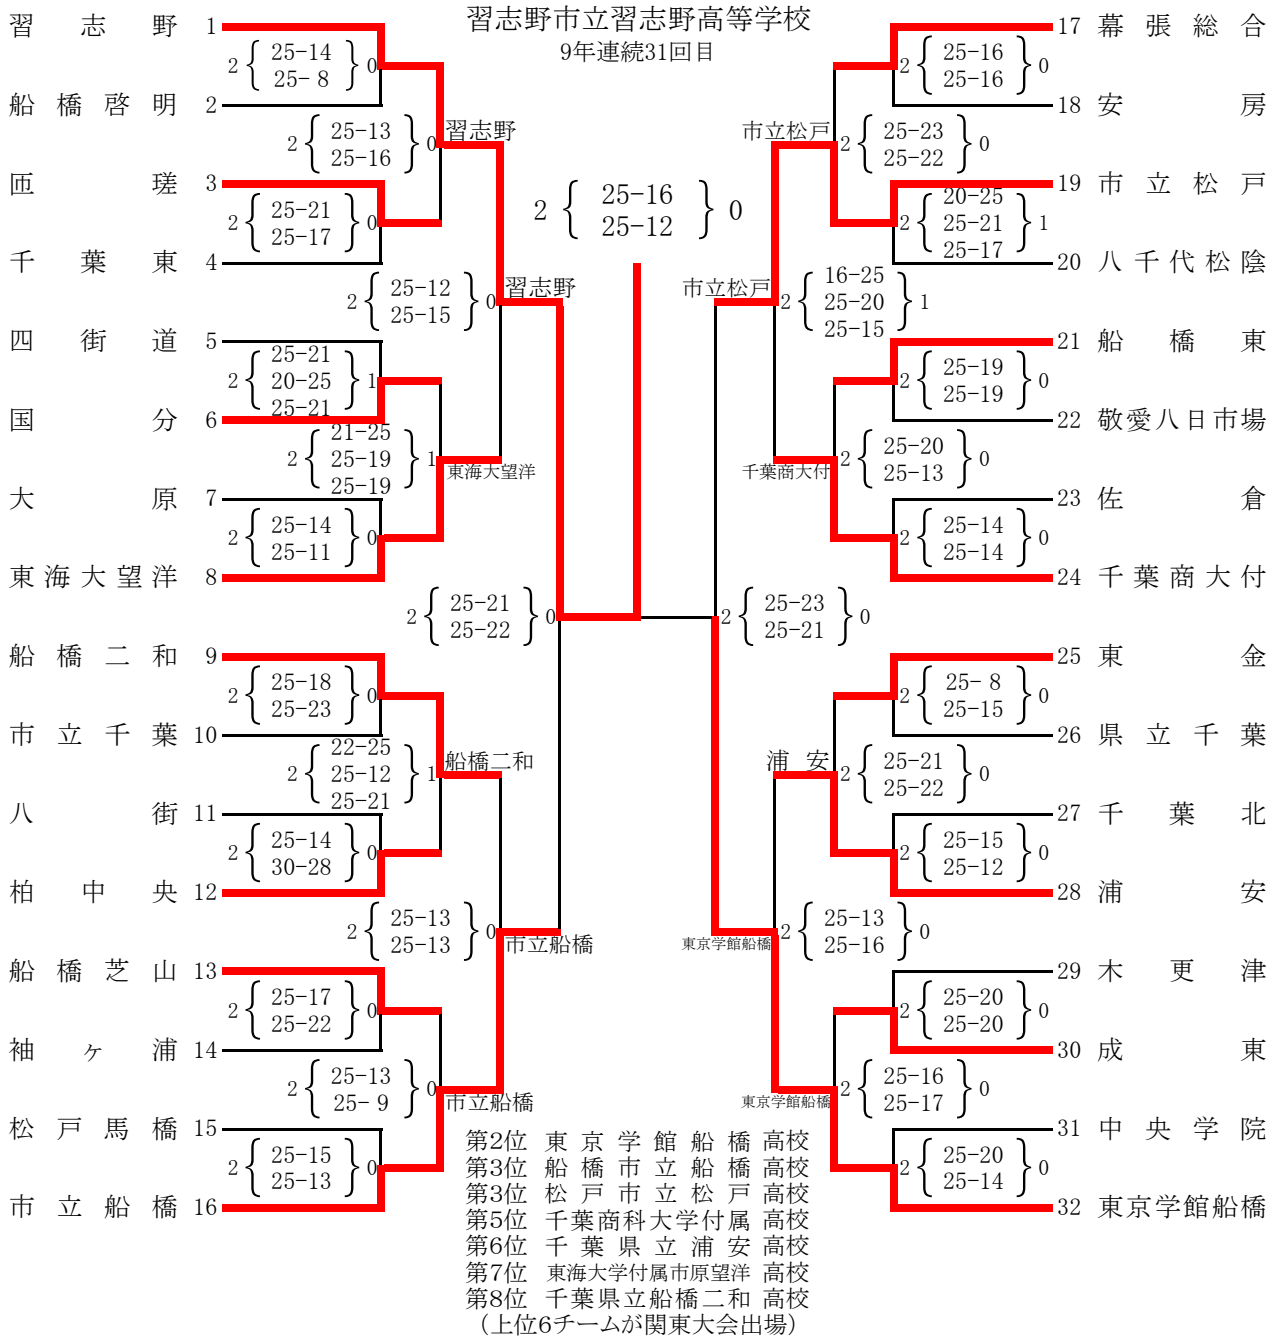 習志野市立習志野高等学校
9年連続31回目
習志野 1
2 { 25-14 25- 8 } 0
船橋啓明 2
2 { 25-13 25-16 } 0
習志野
匝瑳 3
2 { 25-21 25-17 } 0
千葉東 4
2 { 25-12 25-15 } 0
習志野
四街道 5
2 { 25-21 20-25 25-21 } 1
国分 6
2 { 21-25 25-19 25-19 } 1
東海大望洋
大原 7
2 { 25-14 25-11 } 0
東海大望洋 8
2 { 25-21 25-22 } 0
船橋二和 9
2 { 25-18 25-23 } 0
市立千葉 10
2 { 22-25 25-12 25-21 } 1
船橋二和
八街 11
2 { 25-14 30-28 } 0
柏中央 12
2 { 25-13 25-13 } 0
市立船橋
船橋芝山 13
2 { 25-17 25-22 } 0
袖ヶ浦 14
2 { 25-13 25- 9 } 0
市立船橋
松戸馬橋 15
2 { 25-15 25-13 } 0
市立船橋 16
2 { 25-16 25-12 } 0
17 幕張総合
2 { 25-16 25-16 } 0
18 安房
市立松戸
2 { 25-23 25-22 } 0
19 市立松戸
2 { 20-25 25-21 25-17 } 1
20 八千代松陰
市立松戸
2 { 16-25 25-20 25-15 } 1
21 船橋東
2 { 25-19 25-19 } 0
22 敬愛八日市場
千葉商大付
2 { 25-20 25-13 } 0
23 佐倉
2 { 25-14 25-14 } 0
24 千葉商大付
2 { 25-23 25-21 } 0
25 東金
2 { 25- 8 25-15 } 0
26 県立千葉
浦安
2 { 25-21 25-22 } 0
27 千葉北
2 { 25-15 25-12 } 0
28 浦安
東京学館船橋
2 { 25-13 25-16 } 0
29 木更津
2 { 25-20 25-20 } 0
30 成東
東京学館船橋
2 { 25-16 25-17 } 0
31 中央学院
2 { 25-20 25-14 } 0
32 東京学館船橋
第2位 東京学館船橋高校
第3位 船橋市立船橋高校
第3位 松戸市立松戸高校
第5位 千葉商科大学付属高校
第6位 千葉県立浦安高校
第7位 東海大学付属市原望洋高校
第8位 千葉県立船橋二和高校
(上位6チームが関東大会出場)